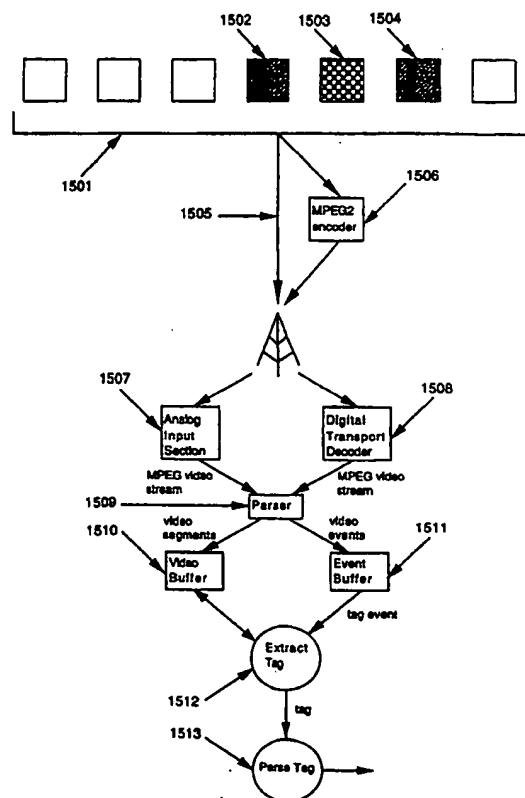 1502
1503
1504
1501
1505
1506
MPEG2
encoder
1507
1508
Analog
Input
Section
Digital
Transport
Decoder
MPEG video
stream
MPEG video
stream
1509
Parser
1510
video
segments
video
events
1511
Video
Buffer
Event
Buffer
tag event
Extract
Tag
1512
tag
1513
Parse Tag